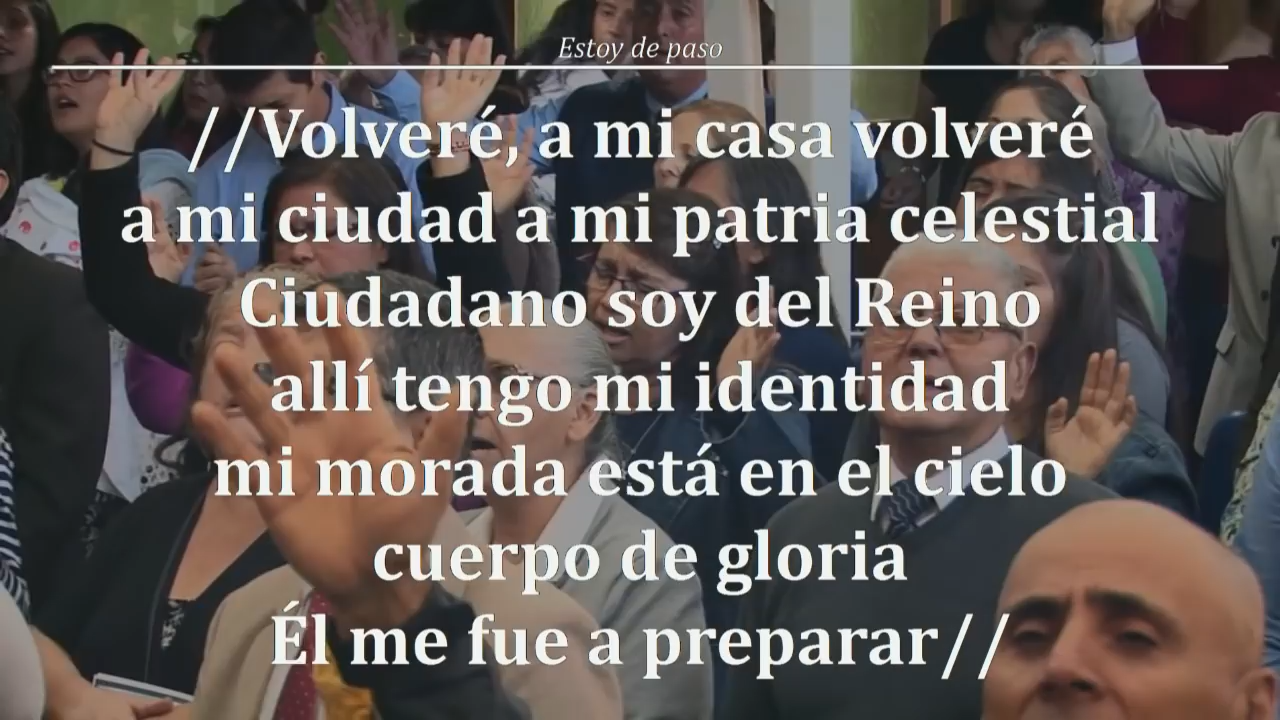 Estoy de paso
//Volveré, a mi casa volveré
a mi ciudad a mi patria celestial
Ciudadano soy del Reino
allí tengo mi identidad
mi morada está en el cielo
cuerpo de gloria
Él me fue a preparar//